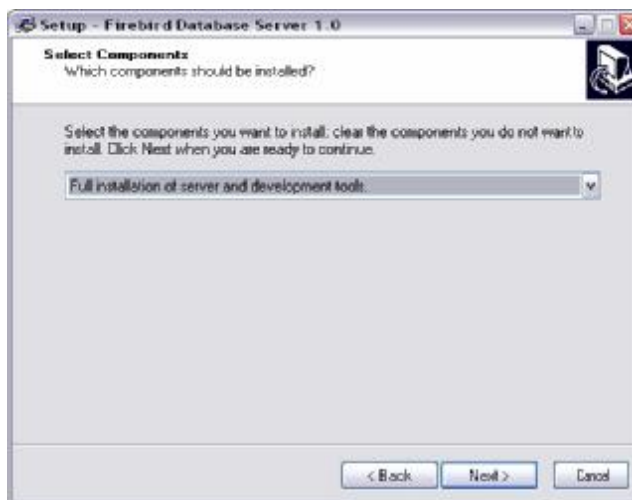 Setup - Firebird Database Server 1.0
Select Components
Which components should be installed?
Select the components you want to install; clear the components you do not want to
install. Click Next when you are ready to continue.
Full installation of server and development tools.
< Back
Next >
Cancel